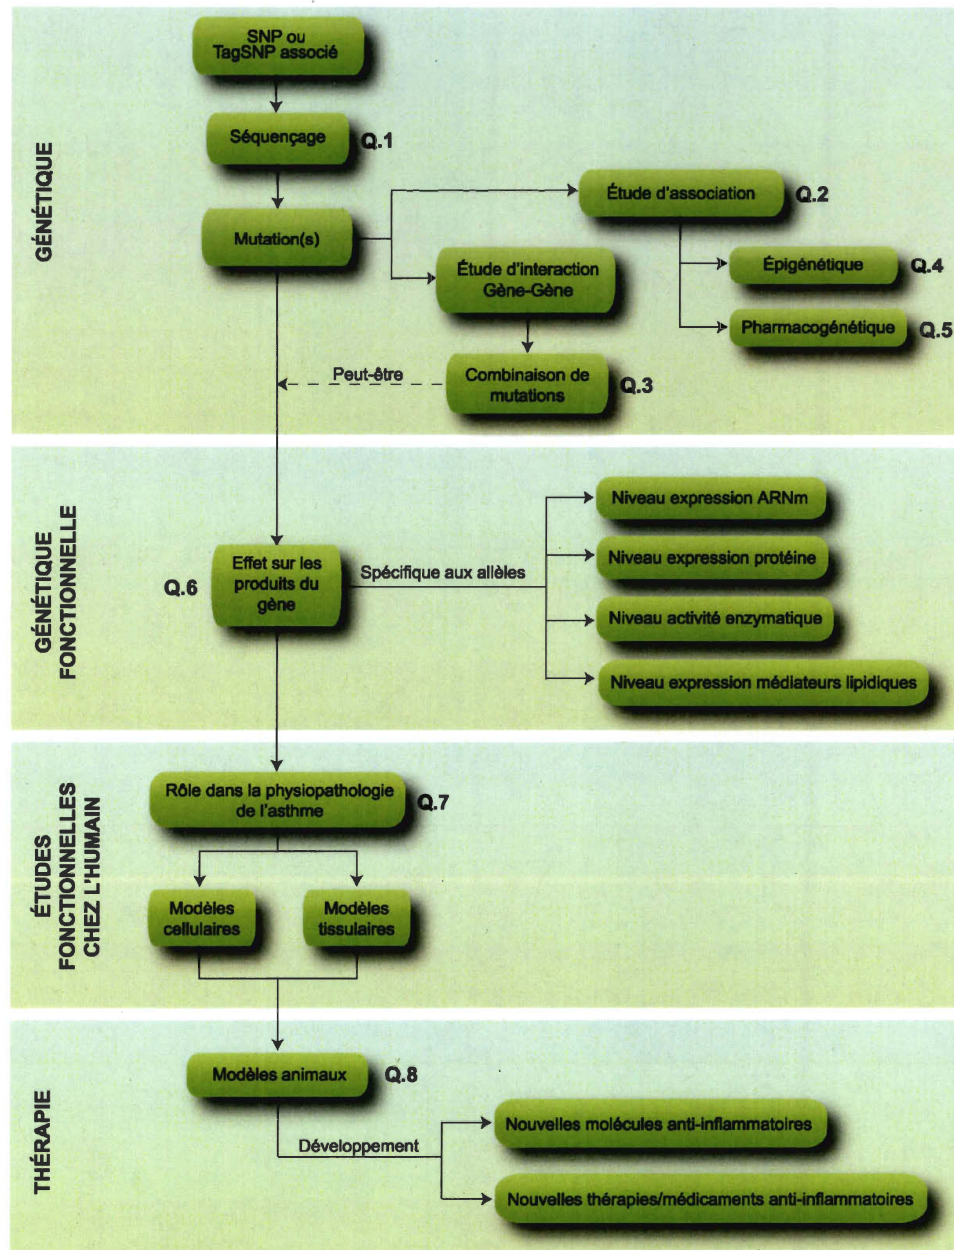 GÉNÉTIQUE
SNP ou
TagSNP associé
Séquençage
Q.1
Mutation(s)
Étude d'association
Q.2
Étude d'interaction
Gène-Gène
Épigénétique
Q.4
Pharmacogénétique
Q.5
Peut-être
Combinaison de
mutations
Q.3
GÉNÉTIQUE
FONCTIONNELLE
Q.6
Effet sur les
produits du
gène
Spécifique aux allèles
Niveau expression ARNm
Niveau expression protéine
Niveau activité enzymatique
Niveau expression médiateurs lipidiques
ÉTUDES
FONCTIONNELLES
CHEZ L'HUMAIN
Rôle dans la physiopathologie
de l'asthme
Q.7
Modèles
cellulaires
Modèles
tissulaires
THÉRAPIE
Modèles animaux
Q.8
Développement
Nouvelles molécules anti-inflammatoires
Nouvelles thérapies/médicaments anti-inflammatoires